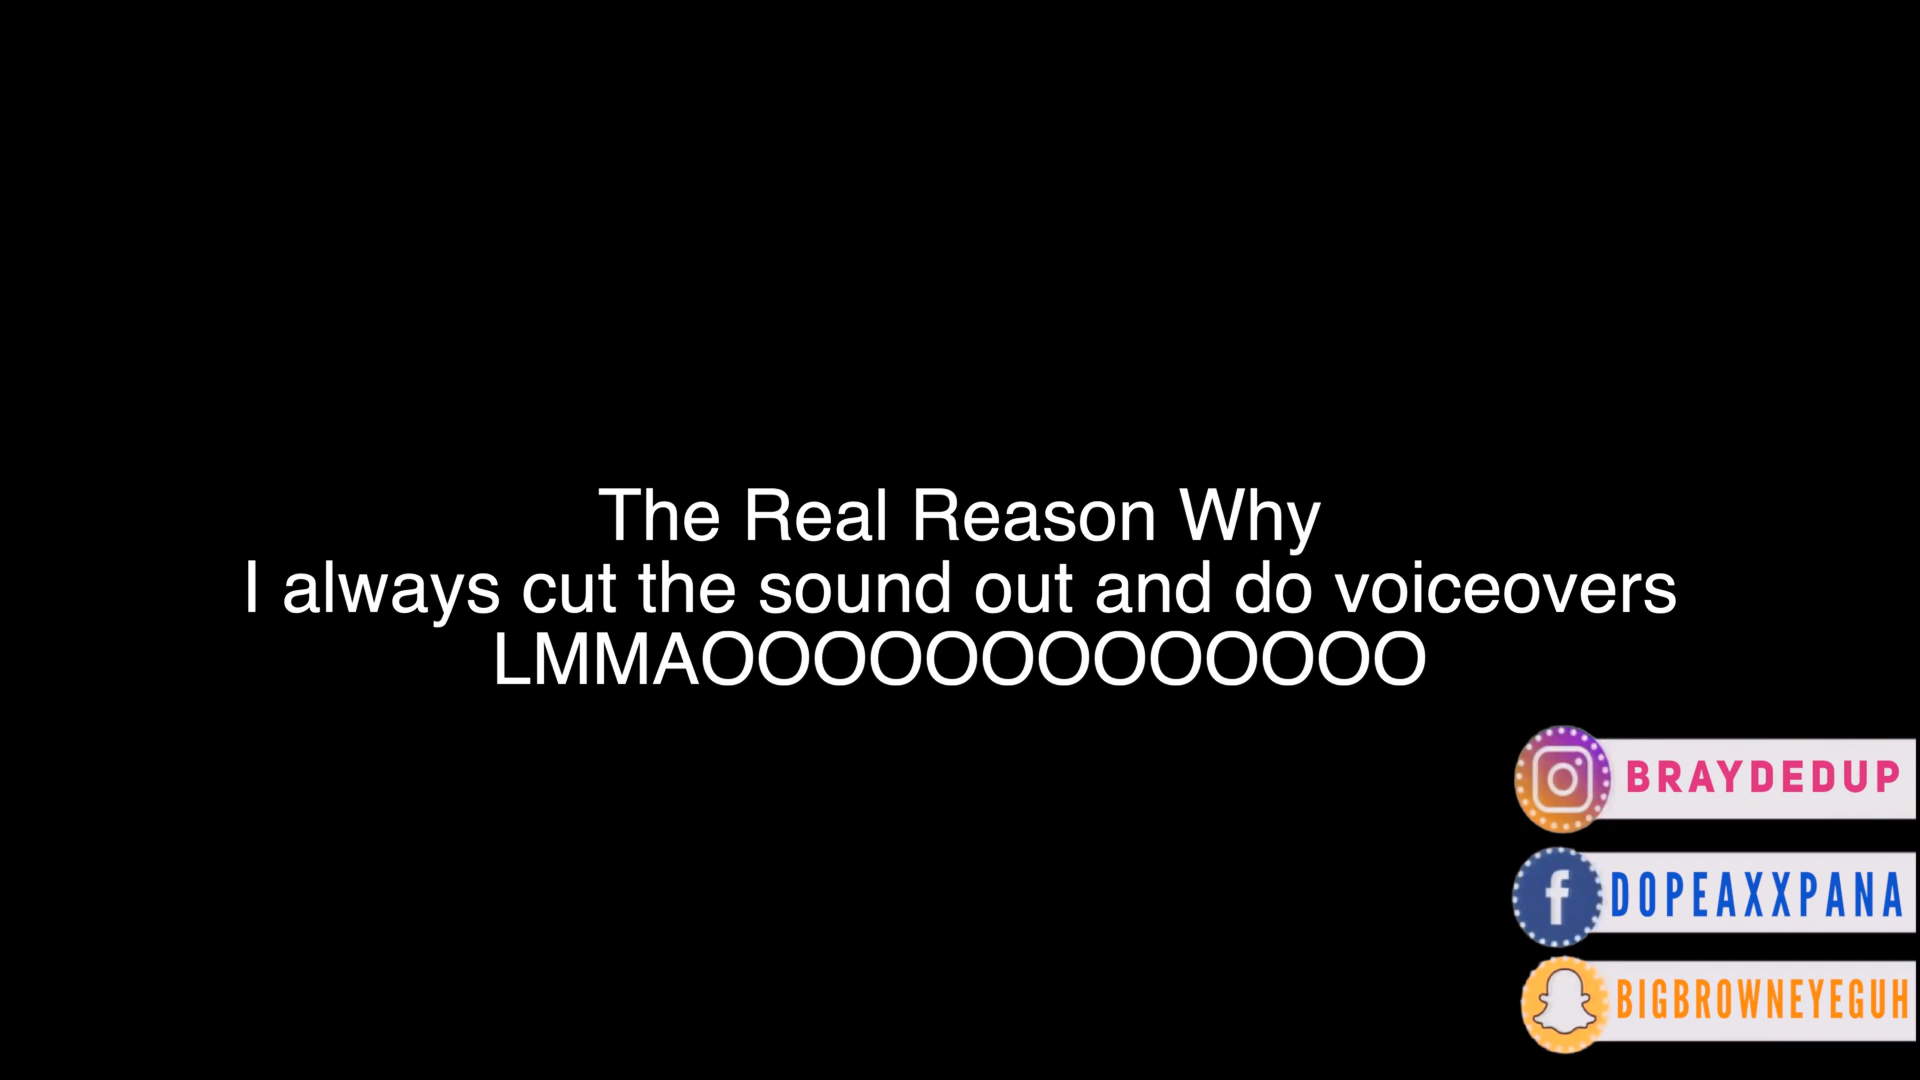 The Real Reason Why
I always cut the sound out and do voiceovers
LMMAOOOOOOOOOOOOO
BRAYDEDUP
DOPEAXXPANA
BIGBROWNEYEGUH